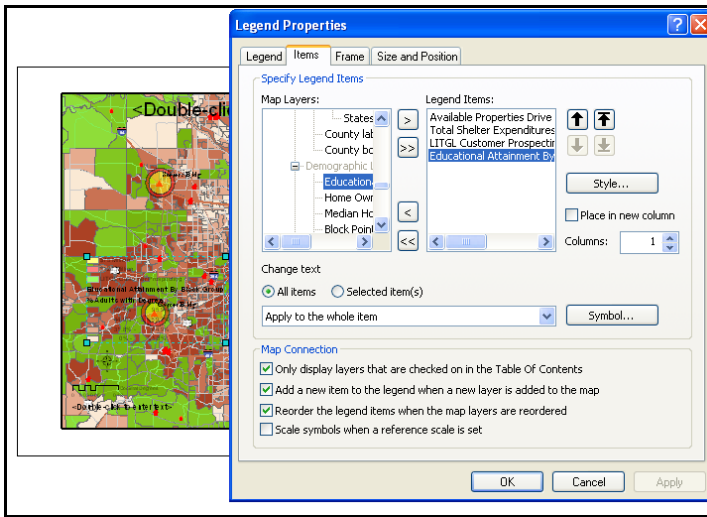 Legend Properties
Legend Items Frame Size and Position
Specify Legend Items
Map Layers:
Legend Items:
States
County lab
County bo
Demographic L
Educationa
Home Own
Median Ho
Block Point
>
>>
<
<<
Available Properties Drive
Total Shelter Expenditures
LITGL Customer Prospectin
Educational Attainment By
Style...
Place in new column
Columns: 1
Change text
All items Selected item(s)
Apply to the whole item
Symbol...
Map Connection
Only display layers that are checked on in the Table Of Contents
Add a new item to the legend when a new layer is added to the map
Reorder the legend items when the map layers are reordered
Scale symbols when a reference scale is set
OK Cancel Apply
<Double-clic
Educational Attainment By Block Group
% Adults with Degree
<Double-click to enter text>